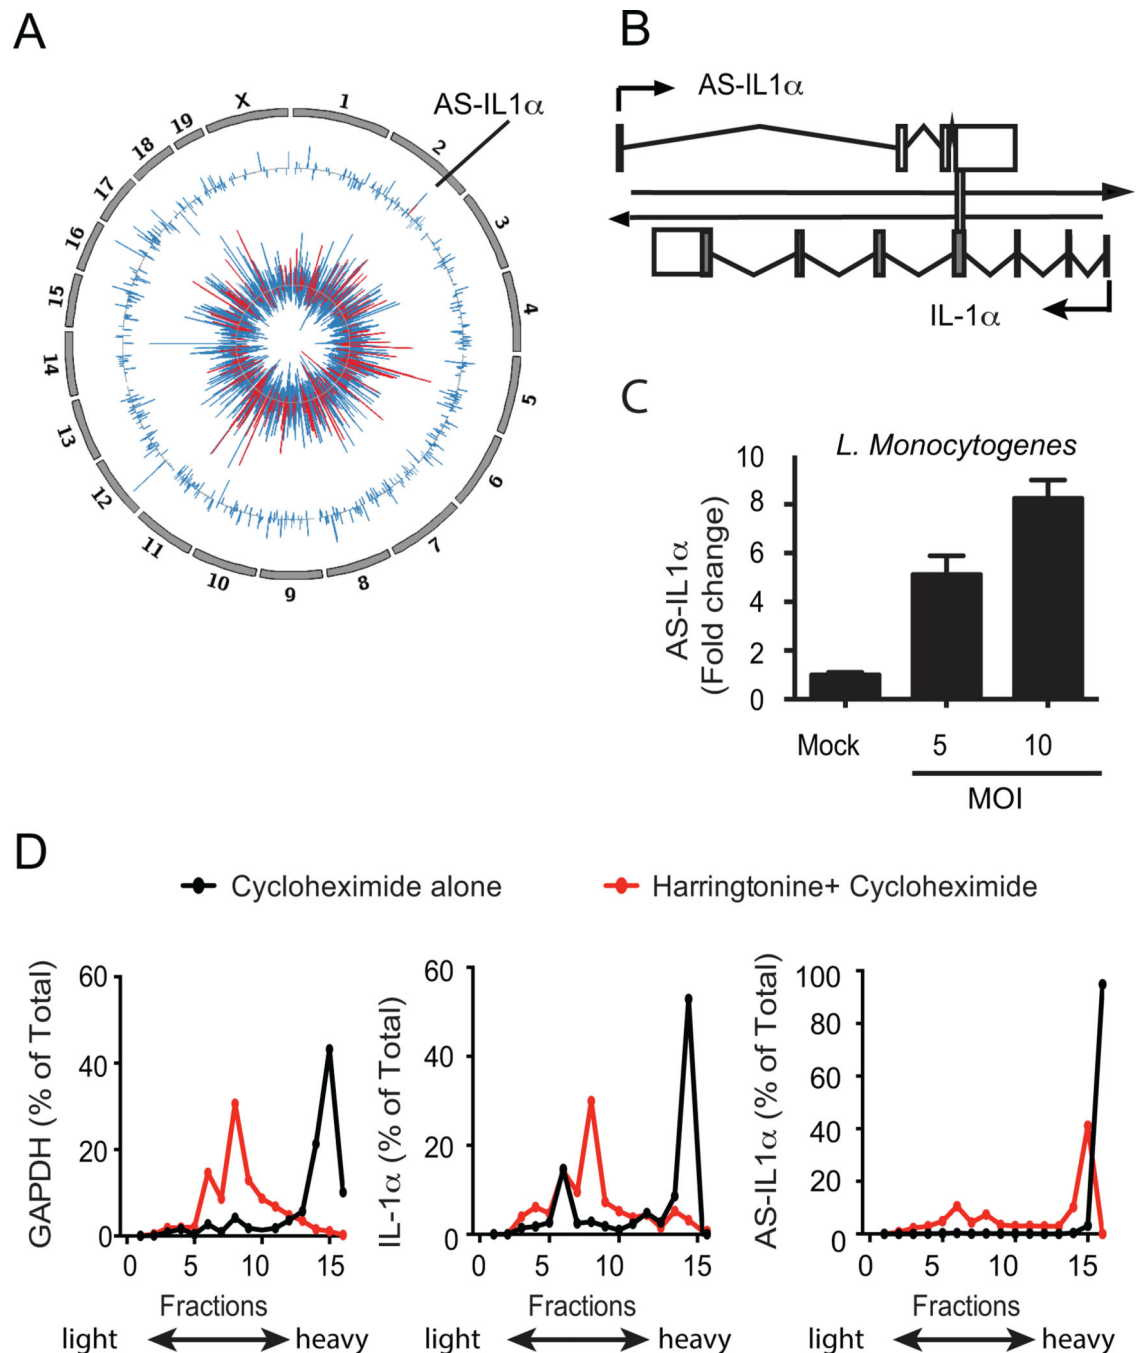 A
AS-IL1α
X
1
2
3
4
5
6
7
8
9
10
11
12
13
14
15
16
17
18
19
B
AS-IL1α
IL-1α
C
L. Monocytogenes
AS-IL1α
(Fold change)
10
8
6
4
2
0
Mock
5
10
MOI
D
Cycloheximide alone
Harringtonine+ Cycloheximide
GAPDH (% of Total)
60
40
20
0
0
5
10
15
Fractions
light
heavy
IL-1α (% of Total)
60
40
20
0
0
5
10
15
Fractions
light
heavy
AS-IL1α (% of Total)
100
80
60
40
20
0
0
5
10
15
Fractions
light
heavy